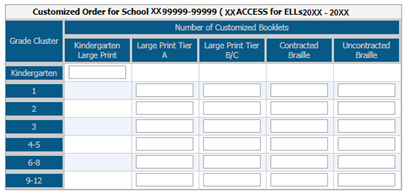 Customized Order for School XX99999-99999 ( XXACCESS for ELLs20XX - 20XX
Grade Cluster
Number of Customized Booklets
Kindergarten Large Print
Large Print Tier A
Large Print Tier B/C
Contracted Braille
Uncontracted Braille
Kindergarten
1
2
3
4-5
6-8
9-12